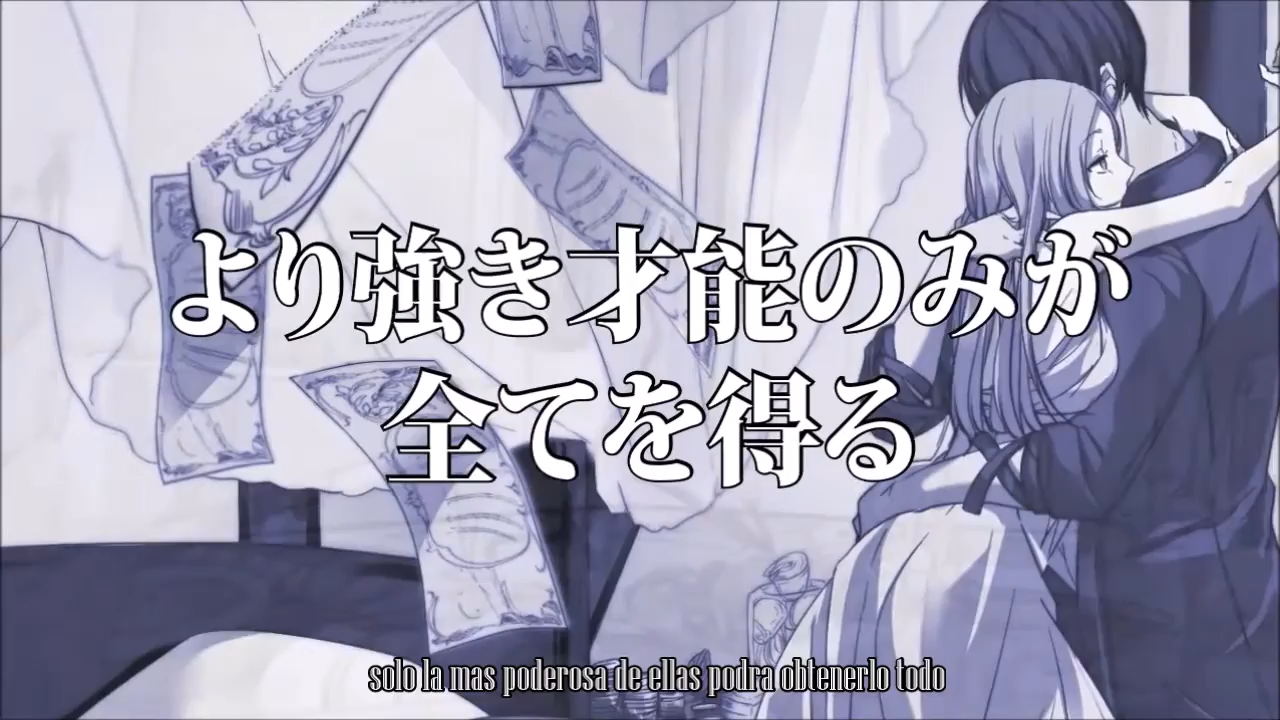 より強き才能のみが
全てを得る
solo la mas poderosa de ellas podra obtenerlo todo